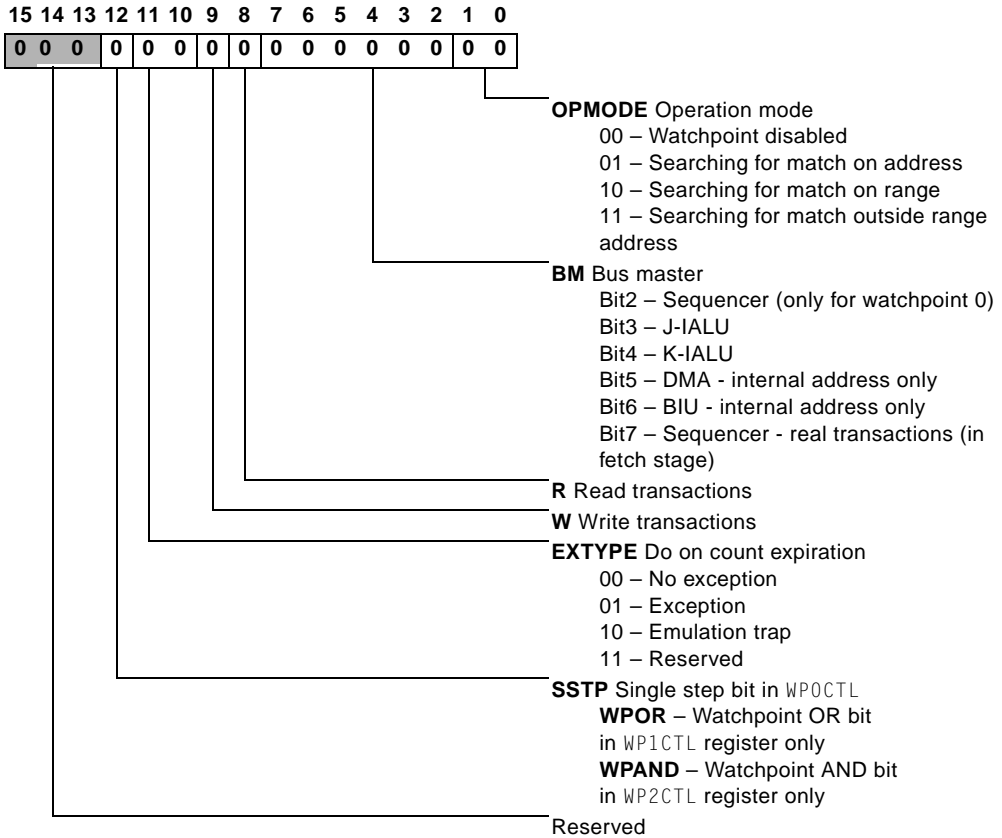 15 14 13 12 11 10 9 8 7 6 5 4 3 2 1 0
0 0 0 0 0 0 0 0 0 0 0 0 0 0 0 0
OPMODE Operation mode
00 – Watchpoint disabled
01 – Searching for match on address
10 – Searching for match on range
11 – Searching for match outside range
address
BM Bus master
Bit2 – Sequencer (only for watchpoint 0)
Bit3 – J-IALU
Bit4 – K-IALU
Bit5 – DMA - internal address only
Bit6 – BIU - internal address only
Bit7 – Sequencer - real transactions (in
fetch stage)
R Read transactions
W Write transactions
EXTYPE Do on count expiration
00 – No exception
01 – Exception
10 – Emulation trap
11 – Reserved
SSTP Single step bit in WP0CTL
WPOR – Watchpoint OR bit
in WP1CTL register only
WPAND – Watchpoint AND bit
in WP2CTL register only
Reserved